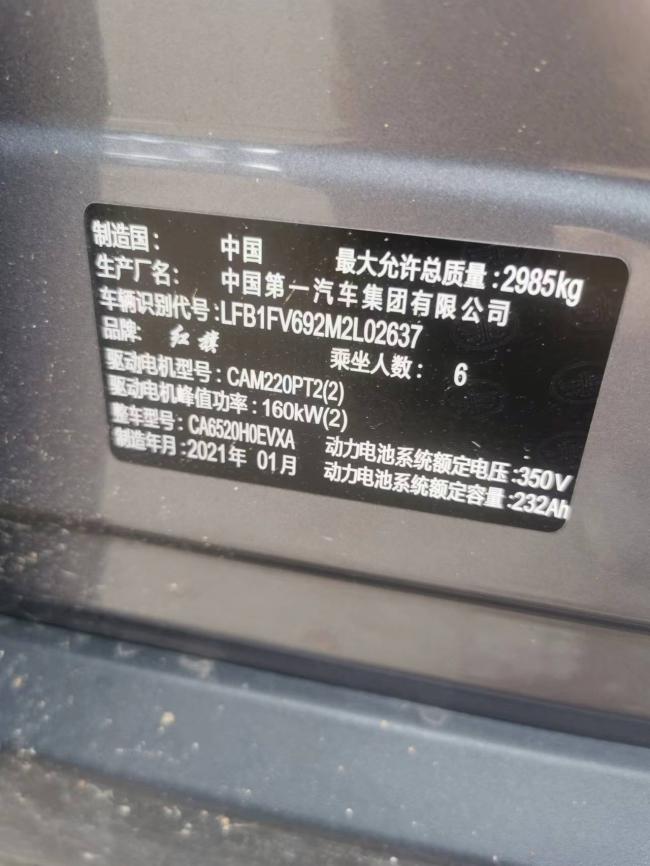 制造国： 中国 最大允许总质量：2985kg
生产厂名： 中国第一汽车集团有限公司
车辆识别代号：LFB1FV692M2L02637
品牌： 红旗 乘坐人数： 6
驱动电机型号：CAM220PT2(2)
驱动电机峰值功率：160kW(2)
整车型号：CA6520H0EVXA 动力电池系统额定电压：350V
制造年月：2021年 01月 动力电池系统额定容量：232Ah